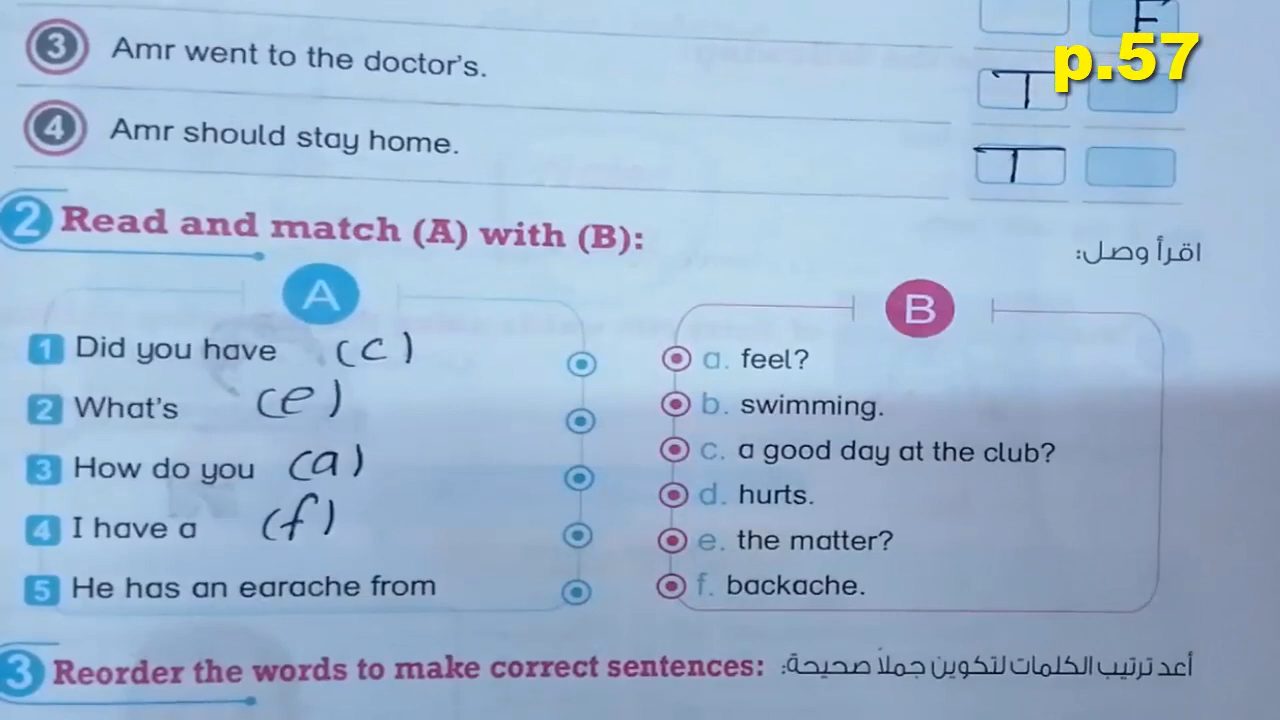 F
p.57
3 Amr went to the doctor's. T
4 Amr should stay home. T
2 Read and match (A) with (B):
اقرأ وصل:
A
1 Did you have (c)
2 What's (e)
3 How do you (a)
4 I have a (f)
5 He has an earache from
B
a. feel?
b. swimming.
c. a good day at the club?
d. hurts.
e. the matter?
f. backache.
3 Reorder the words to make correct sentences: أعد ترتيب الكلمات لتكوين جملاً صحيحة: